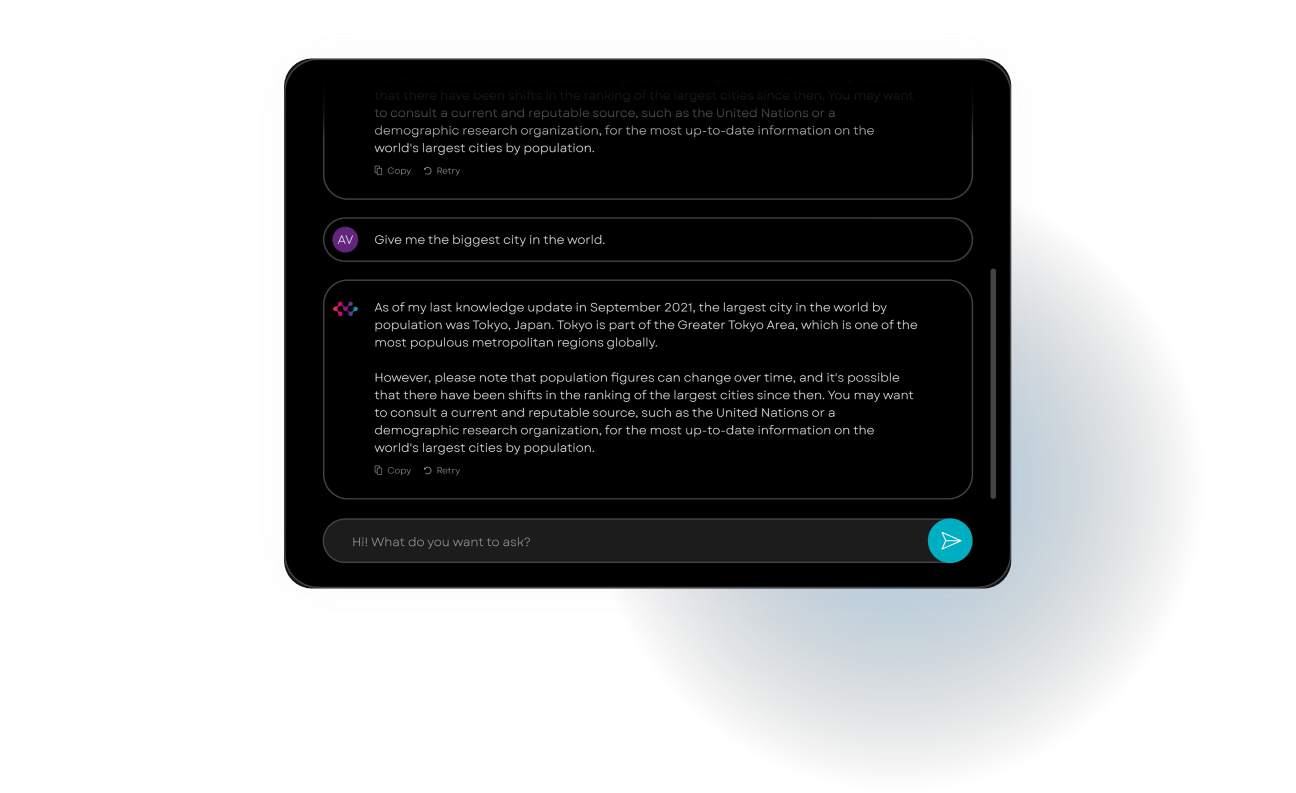 that there have been shifts in the ranking of the largest cities since then. You may want
to consult a current and reputable source, such as the United Nations or a
demographic research organization, for the most up-to-date information on the
world's largest cities by population.
Copy Retry
AV Give me the biggest city in the world.
As of my last knowledge update in September 2021, the largest city in the world by
population was Tokyo, Japan. Tokyo is part of the Greater Tokyo Area, which is one of the
most populous metropolitan regions globally.
However, please note that population figures can change over time, and it's possible
that there have been shifts in the ranking of the largest cities since then. You may want
to consult a current and reputable source, such as the United Nations or a
demographic research organization, for the most up-to-date information on the
world's largest cities by population.
Copy Retry
Hi! What do you want to ask?